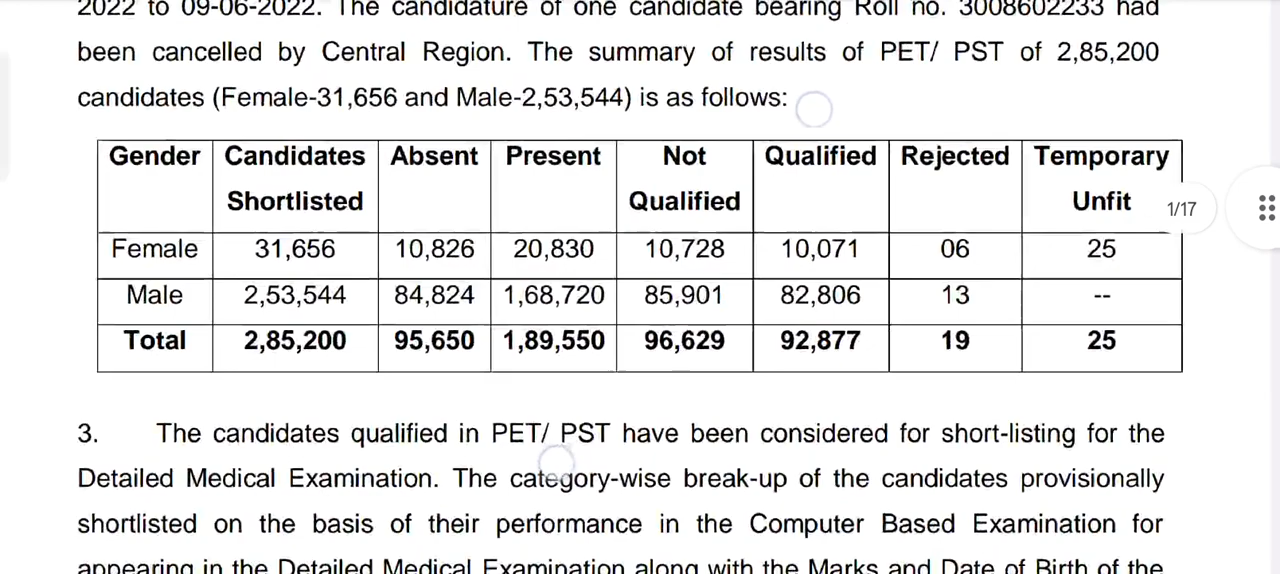 2022 to 09-06-2022. The candidature of one candidate bearing Roll no. 3008602233 had
been cancelled by Central Region. The summary of results of PET/ PST of 2,85,200
candidates (Female-31,656 and Male-2,53,544) is as follows:
Gender Candidates Shortlisted Absent Present Not Qualified Qualified Rejected Temporary Unfit
1/17
Female 31,656 10,826 20,830 10,728 10,071 06 25
Male 2,53,544 84,824 1,68,720 85,901 82,806 13 --
Total 2,85,200 95,650 1,89,550 96,629 92,877 19 25
3. The candidates qualified in PET/ PST have been considered for short-listing for the
Detailed Medical Examination. The category-wise break-up of the candidates provisionally
shortlisted on the basis of their performance in the Computer Based Examination for
appearing in the Detailed Medical Examination along with the Marks and Date of Birth of the